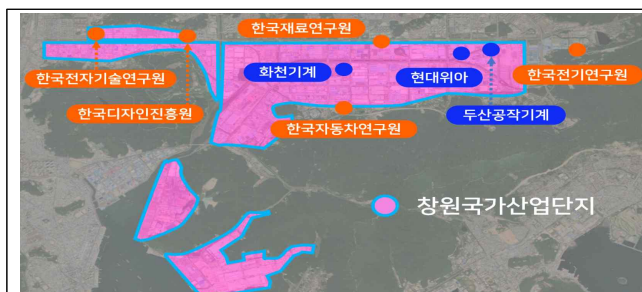 한국재료연구원
한국전자기술연구원
화천기계
현대위아
한국전기연구원
한국디자인진흥원
한국자동차연구원
두산공작기계
창원국가산업단지